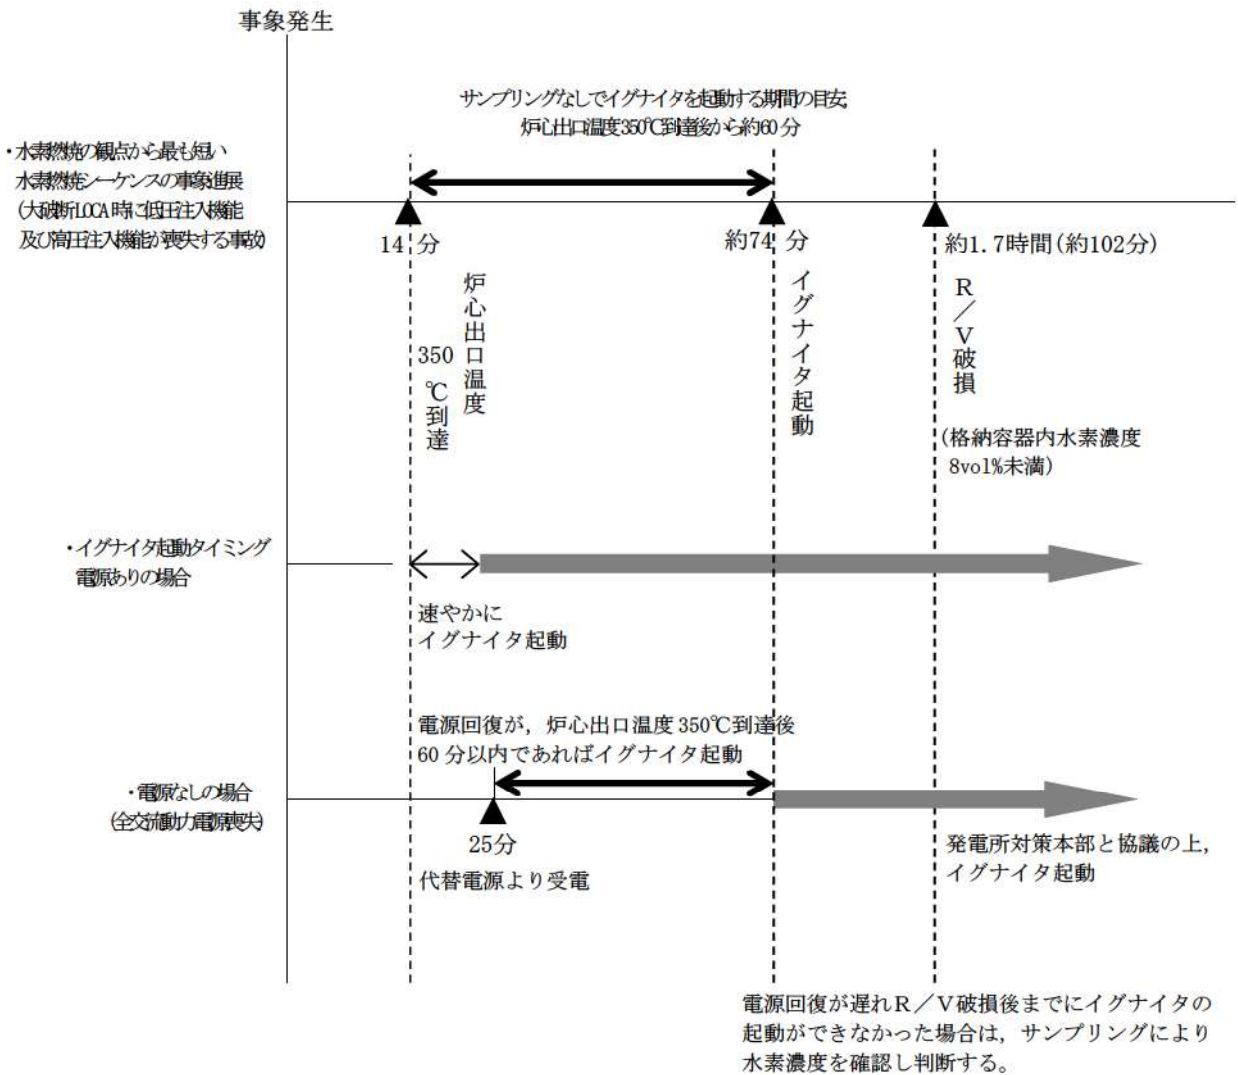 事象発生
サンプリングなしでイグナイタを起動する期間の目安;
炉心出口温度350℃到達後から約60分
・水素燃焼の観点から最も短い
水素燃焼シーケンスの事象進展
(大破断LOCA時に低圧注入機能
及び高圧注入機能が喪失する事故)
14 分
約74 分
約1.7時間(約102分)
炉心出口温度
350℃到達
イグナイタ起動
R/V破損
(格納容器内水素濃度
8vol%未満)
・イグナイタ起動タイミング
電源ありの場合
速やかに
イグナイタ起動
電源回復が，炉心出口温度350℃到達後
60分以内であればイグナイタ起動
・電源なしの場合
(全交流動力電源喪失)
25分
代替電源より受電
発電所対策本部と協議の上，
イグナイタ起動
電源回復が遅れR/V破損後までにイグナイタの
起動ができなかった場合は，サンプリングにより
水素濃度を確認し判断する。